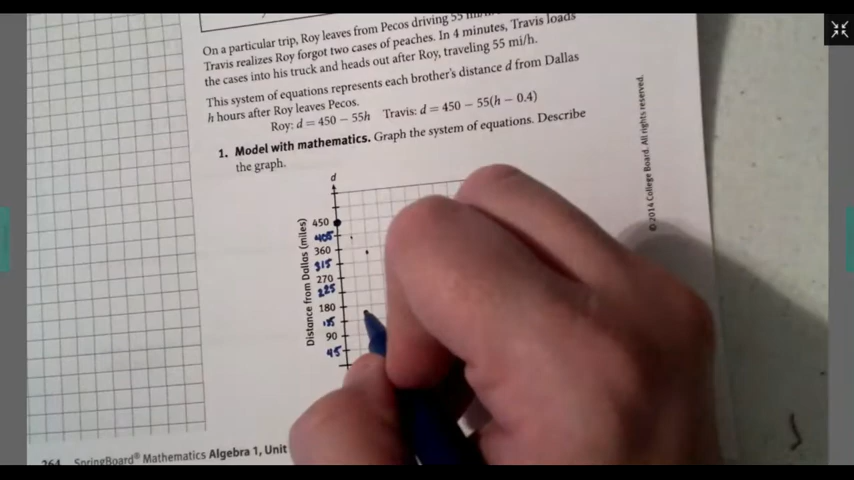 On a particular trip, Roy leaves from Pecos driving 55 mi/h.
Travis realizes Roy forgot two cases of peaches. In 4 minutes, Travis loads
the cases into his truck and heads out after Roy, traveling 55 mi/h.
This system of equations represents each brother's distance d from Dallas
h hours after Roy leaves Pecos.
Roy: d = 450 − 55h Travis: d = 450 − 55(h − 0.4)
1. Model with mathematics. Graph the system of equations. Describe
the graph.
d
Distance from Dallas (miles)
450
405
360
315
270
225
180
135
90
45
© 2014 College Board. All rights reserved.
264 SpringBoard® Mathematics Algebra 1, Unit